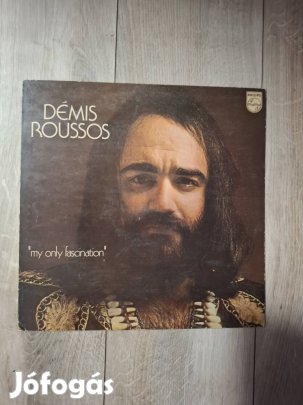 DÉMIS
ROUSSOS
PHILIPS
"my only fascination"
Jófogás